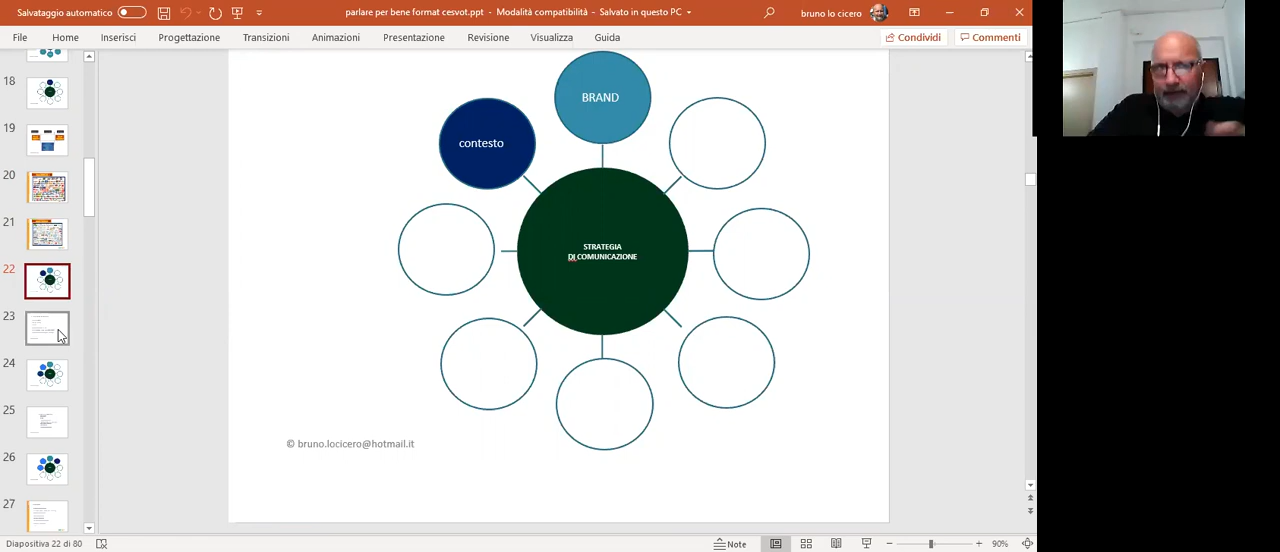 Salvataggio automatico
parlare per bene format cesvot.ppt - Modalità compatibilità - Salvato in questo PC
bruno lo cicero
File Home Inserisci Progettazione Transizioni Animazioni Presentazione Revisione Visualizza Guida
Condividi Commenti
18
19
20
21
22
23
24
25
26
27
BRAND
contesto
STRATEGIA
DI COMUNICAZIONE
© bruno.locicero@hotmail.it
Diapositiva 22 di 80
Note
90%